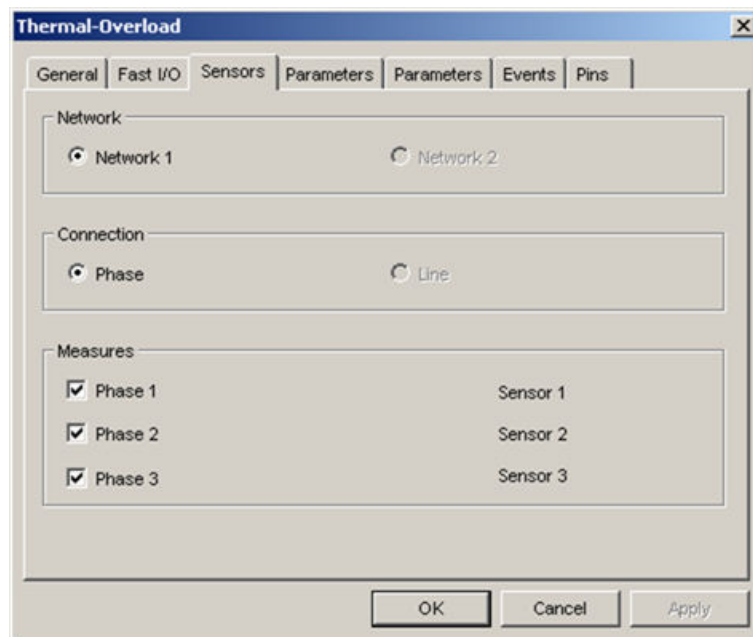 Thermal-Overload
General Fast I/O Sensors Parameters Parameters Events Pins
Network
Network 1 Network 2
Connection
Phase Line
Measures
Phase 1 Sensor 1
Phase 2 Sensor 2
Phase 3 Sensor 3
OK Cancel Apply